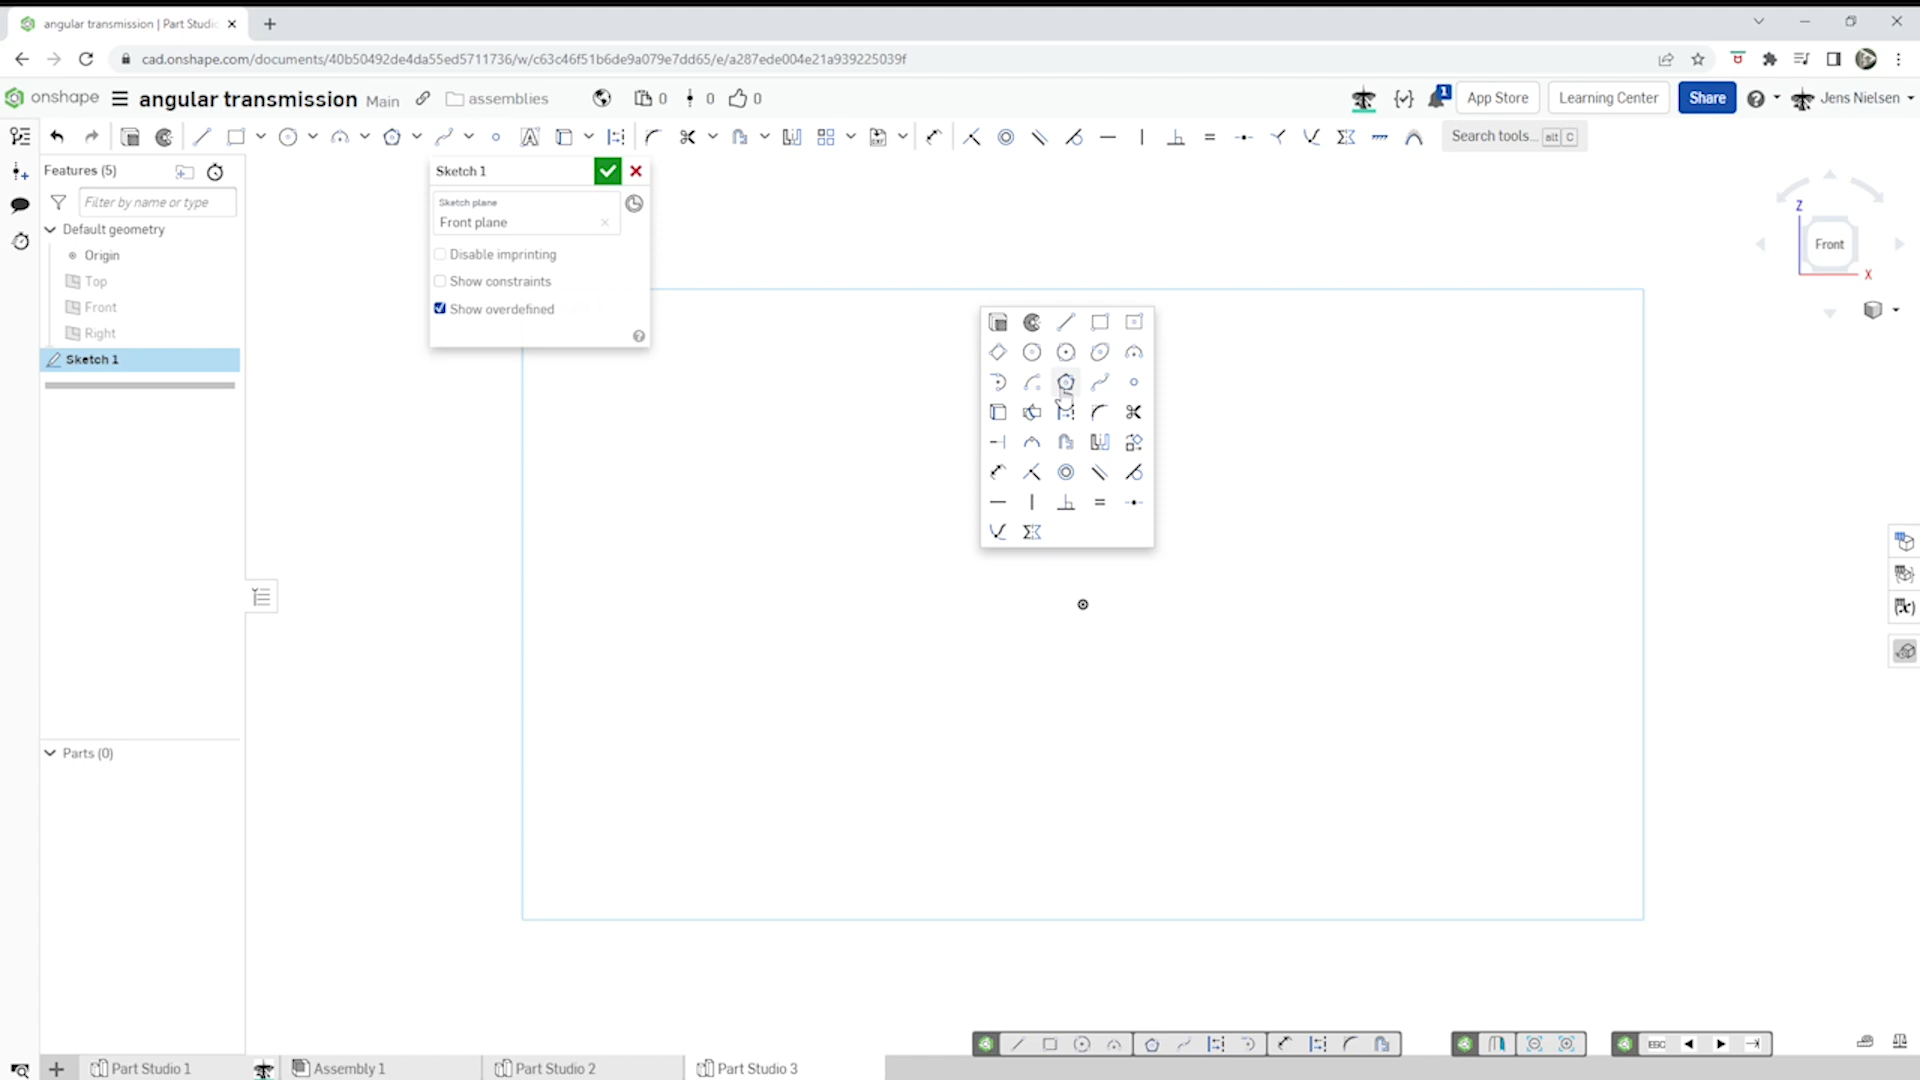 angular transmission | Part Studio
cad.onshape.com/documents/40b50492de4da55ed5711736/w/c63c46f51b6de9a079e7dd65/e/a287ede004e21a939225039f
onshape angular transmission Main assemblies 0 0 0 1 App Store Learning Center Share Jens Nielsen
Search tools... alt C
Features (5)
Filter by name or type
Default geometry
Origin
Top
Front
Right
Sketch 1
Parts (0)
Sketch 1
Sketch plane
Front plane
Disable imprinting
Show constraints
Show overdefined
Z
Front
X
ESC
Part Studio 1
Assembly 1
Part Studio 2
Part Studio 3